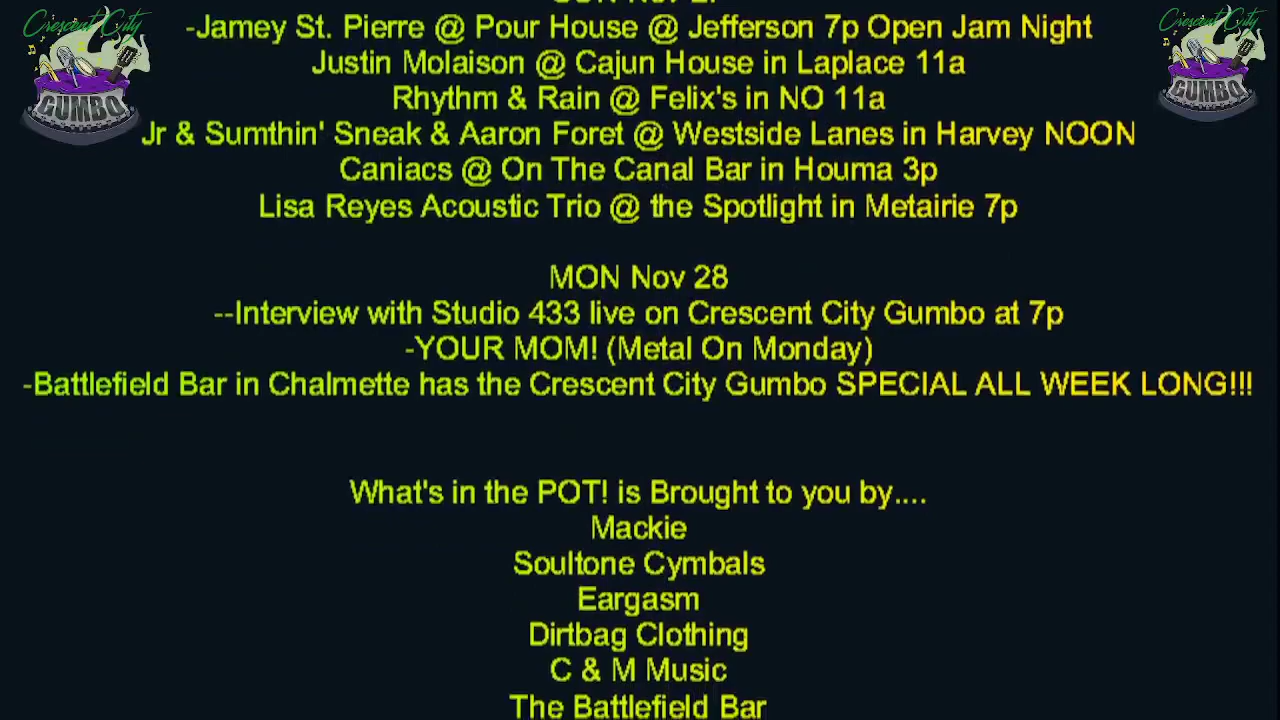 Crescent City
GUMBO
Crescent City
GUMBO
-Jamey St. Pierre @ Pour House @ Jefferson 7p Open Jam Night
Justin Molaison @ Cajun House in Laplace 11a
Rhythm & Rain @ Felix's in NO 11a
Jr & Sumthin' Sneak & Aaron Foret @ Westside Lanes in Harvey NOON
Caniacs @ On The Canal Bar in Houma 3p
Lisa Reyes Acoustic Trio @ the Spotlight in Metairie 7p
MON Nov 28
--Interview with Studio 433 live on Crescent City Gumbo at 7p
-YOUR MOM! (Metal On Monday)
-Battlefield Bar in Chalmette has the Crescent City Gumbo SPECIAL ALL WEEK LONG!!!
What's in the POT! is Brought to you by....
Mackie
Soultone Cymbals
Eargasm
Dirtbag Clothing
C & M Music
The Battlefield Bar